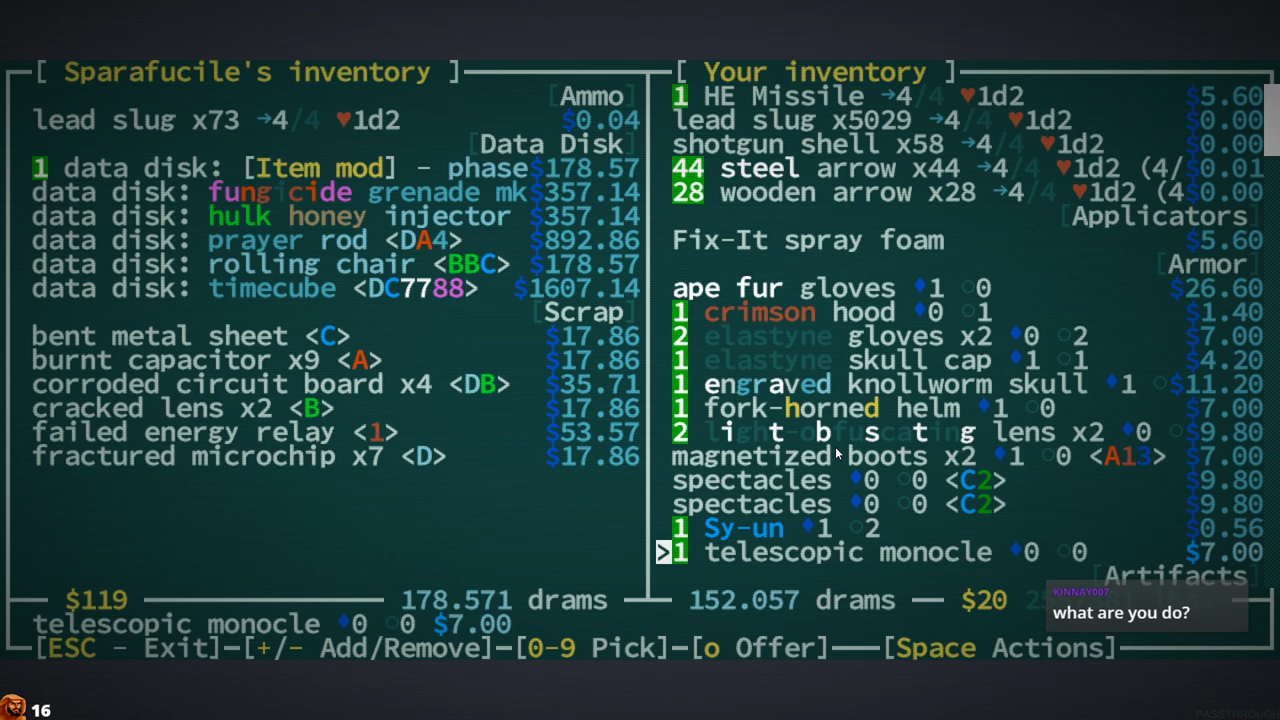 [ Sparafucile's inventory ]
[Ammo]
lead slug x73 →4/4 ♥1d2 $0.04
[Data Disk]
1 data disk: [Item mod] - phase $178.57
data disk: fungicide grenade mk $357.14
data disk: hulk honey injector $357.14
data disk: prayer rod <DA4> $892.86
data disk: rolling chair <BBC> $178.57
data disk: timecube <DC7788> $1607.14
[Scrap]
bent metal sheet <C> $17.86
burnt capacitor x9 <A> $17.86
corroded circuit board x4 <DB> $35.71
cracked lens x2 <B> $17.86
failed energy relay <1> $53.57
fractured microchip x7 <D> $17.86
[ Your inventory ]
1 HE Missile →4/4 ♥1d2 $5.60
lead slug x5029 →4/4 ♥1d2 $0.00
shotgun shell x58 →4/4 ♥1d2 $0.00
44 steel arrow x44 →4/4 ♥1d2 (4/ $0.01
28 wooden arrow x28 →4/4 ♥1d2 (4 $0.00
[Applicators]
Fix-It spray foam $5.60
[Armor]
ape fur gloves ♦1 ○0 $26.60
1 crimson hood ♦0 ○1 $1.40
2 elastyne gloves x2 ♦0 ○2 $7.00
1 elastyne skull cap ♦1 ○1 $4.20
1 engraved knollworm skull ♦1 ○ $11.20
1 fork-horned helm ♦1 ○0 $7.00
2 light-obfuscating lens x2 ♦0 ○ $9.80
magnetized boots x2 ♦1 ○0 <A13> $7.00
spectacles ♦0 ○0 <C2> $9.80
spectacles ♦0 ○0 <C2> $9.80
1 Sy-un ♦1 ○2 $0.56
>1 telescopic monocle ♦0 ○0 $7.00
[Artifacts]
$119 178.571 drams 152.057 drams $20
telescopic monocle ♦0 ○0 $7.00
[ESC - Exit]-[+/- Add/Remove]-[0-9 Pick]-[o Offer] [Space Actions]
KINNAY007
what are you do?
16